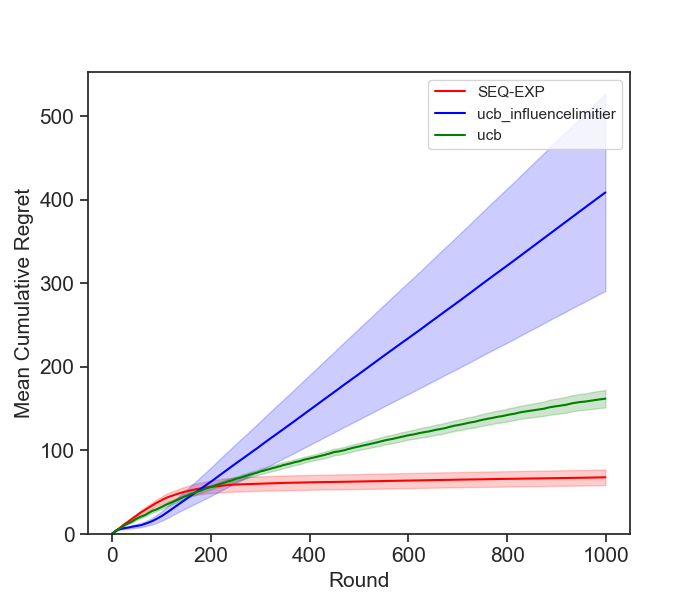 SEQ-EXP
ucb_influencelimitier
ucb
500
400
300
200
100
0
Mean Cumulative Regret
0 200 400 600 800 1000
Round